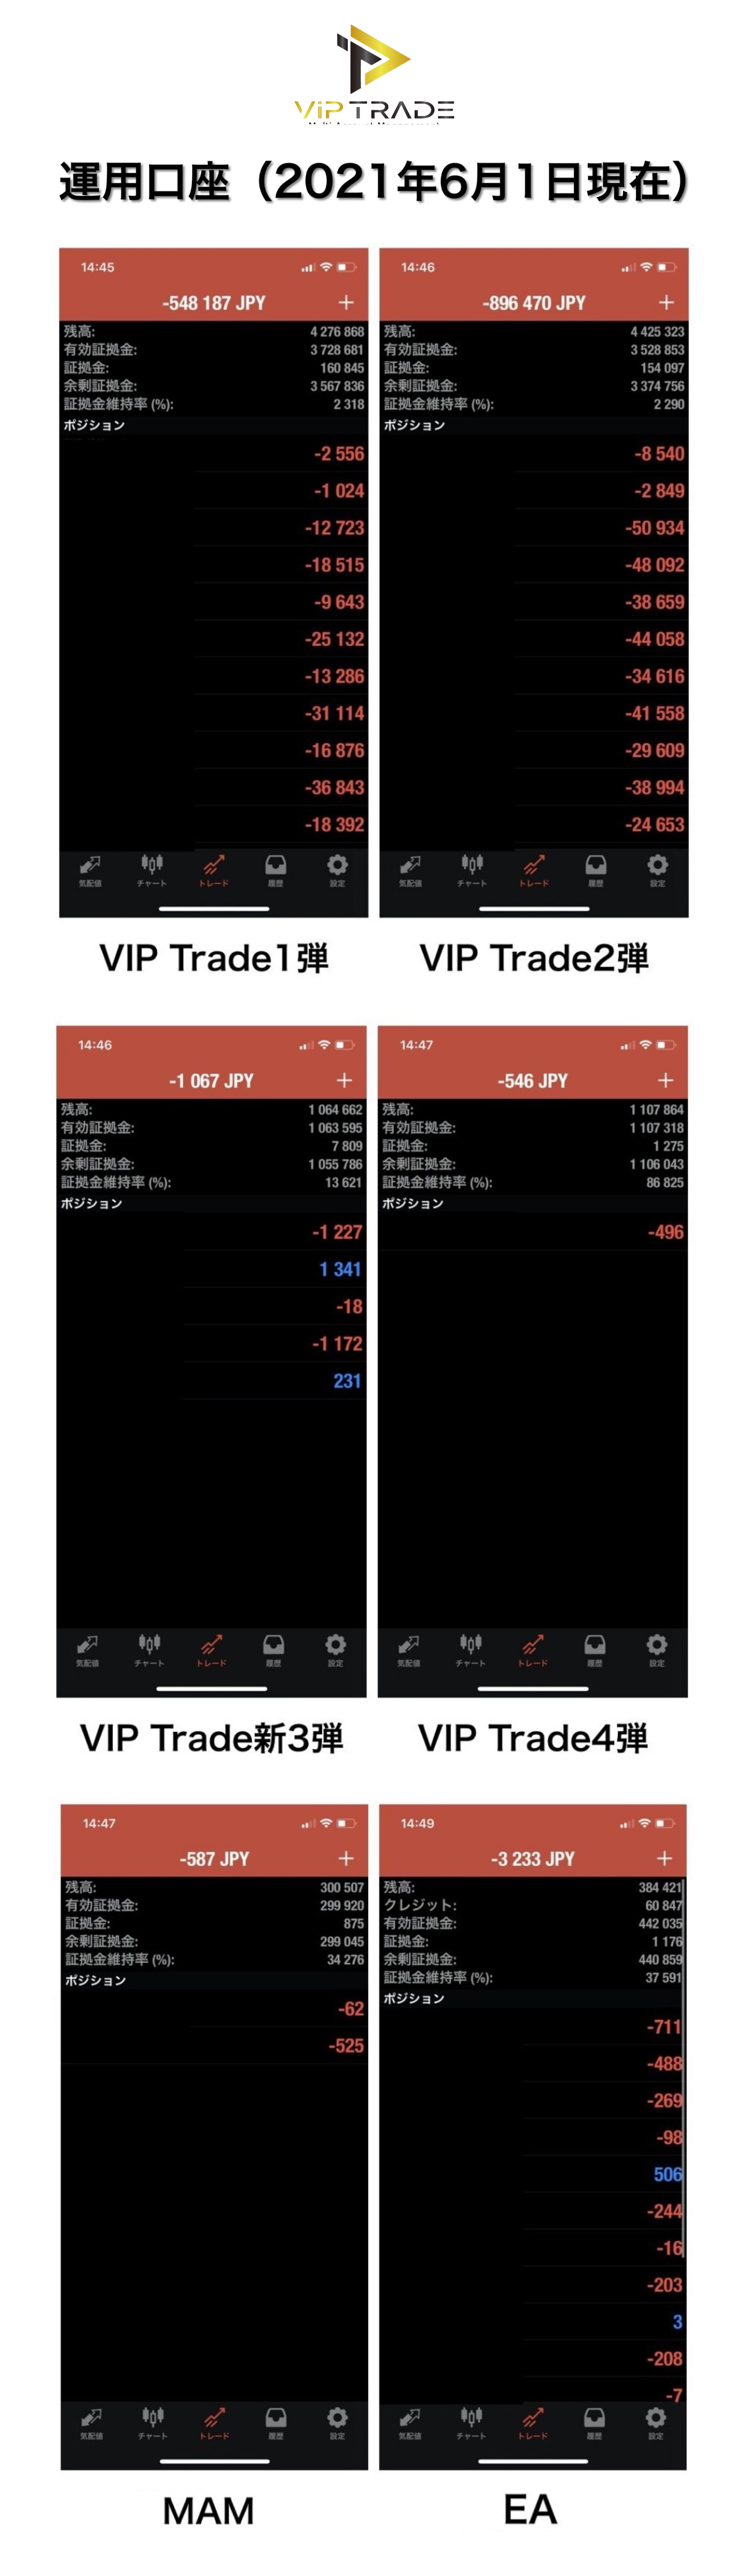 VIP TRADE
Multi Account Management
運用口座（2021年6月1日現在）
14:45
-548 187 JPY
+
残高: 4 276 868
有効証拠金: 3 728 681
証拠金: 160 845
余剰証拠金: 3 567 836
証拠金維持率 (%): 2 318
ポジション
-2 556
-1 024
-12 723
-18 515
-9 643
-25 132
-13 286
-31 114
-16 876
-36 843
-18 392
気配値 チャート トレード 履歴 設定
VIP Trade1弾
14:46
-896 470 JPY
+
残高: 4 425 323
有効証拠金: 3 528 853
証拠金: 154 097
余剰証拠金: 3 374 756
証拠金維持率 (%): 2 290
ポジション
-8 540
-2 849
-50 934
-48 092
-38 659
-44 058
-34 616
-41 558
-29 609
-38 994
-24 653
気配値 チャート トレード 履歴 設定
VIP Trade2弾
14:46
-1 067 JPY
+
残高: 1 064 662
有効証拠金: 1 063 595
証拠金: 7 809
余剰証拠金: 1 055 786
証拠金維持率 (%): 13 621
ポジション
-1 227
1 341
-18
-1 172
231
気配値 チャート トレード 履歴 設定
VIP Trade新3弾
14:47
-546 JPY
+
残高: 1 107 864
有効証拠金: 1 107 318
証拠金: 1 275
余剰証拠金: 1 106 043
証拠金維持率 (%): 86 825
ポジション
-496
気配値 チャート トレード 履歴 設定
VIP Trade4弾
14:47
-587 JPY
+
残高: 300 507
有効証拠金: 299 920
証拠金: 875
余剰証拠金: 299 045
証拠金維持率 (%): 34 276
ポジション
-62
-525
気配値 チャート トレード 履歴 設定
MAM
14:49
-3 233 JPY
+
残高: 384 421
クレジット: 60 847
有効証拠金: 442 035
証拠金: 1 176
余剰証拠金: 440 859
証拠金維持率 (%): 37 591
ポジション
-711
-488
-269
-98
506
-244
-16
-203
3
-208
-7
気配値 チャート トレード 履歴 設定
EA